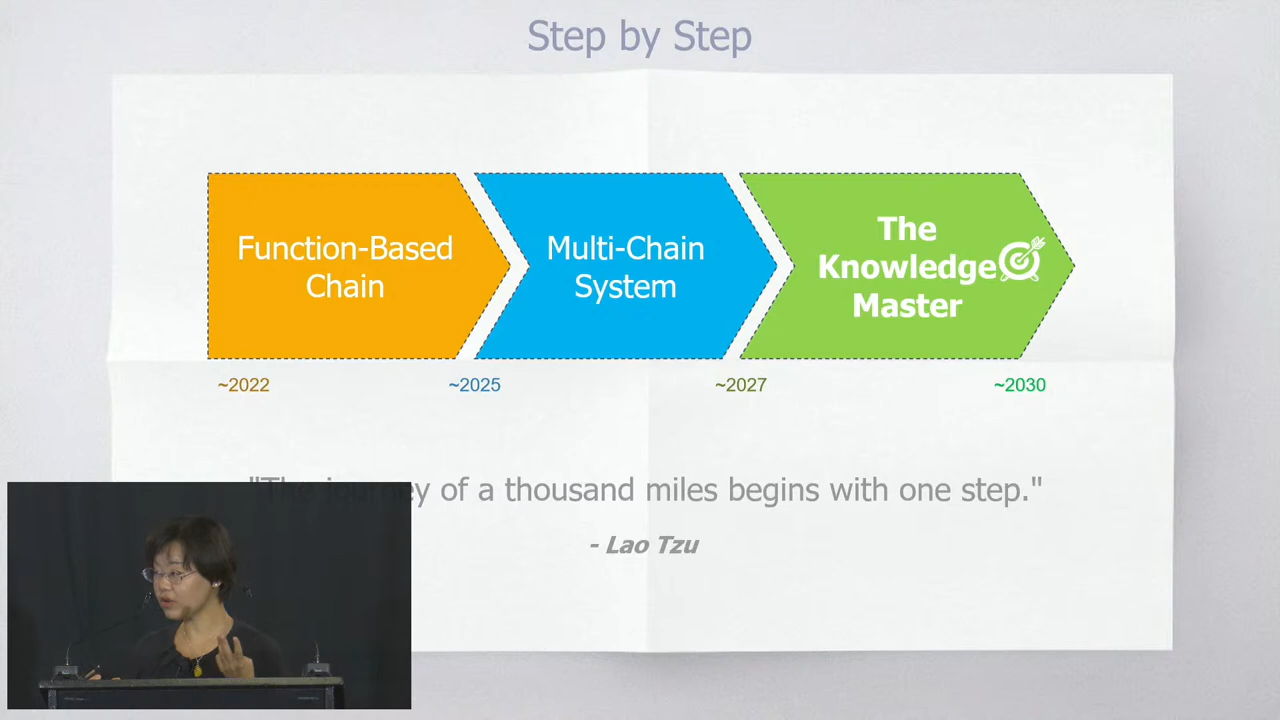 Step by Step
Function-Based
Chain
Multi-Chain
System
The
Knowledge
Master
~2022
~2025
~2027
~2030
"The journey of a thousand miles begins with one step."
- Lao Tzu